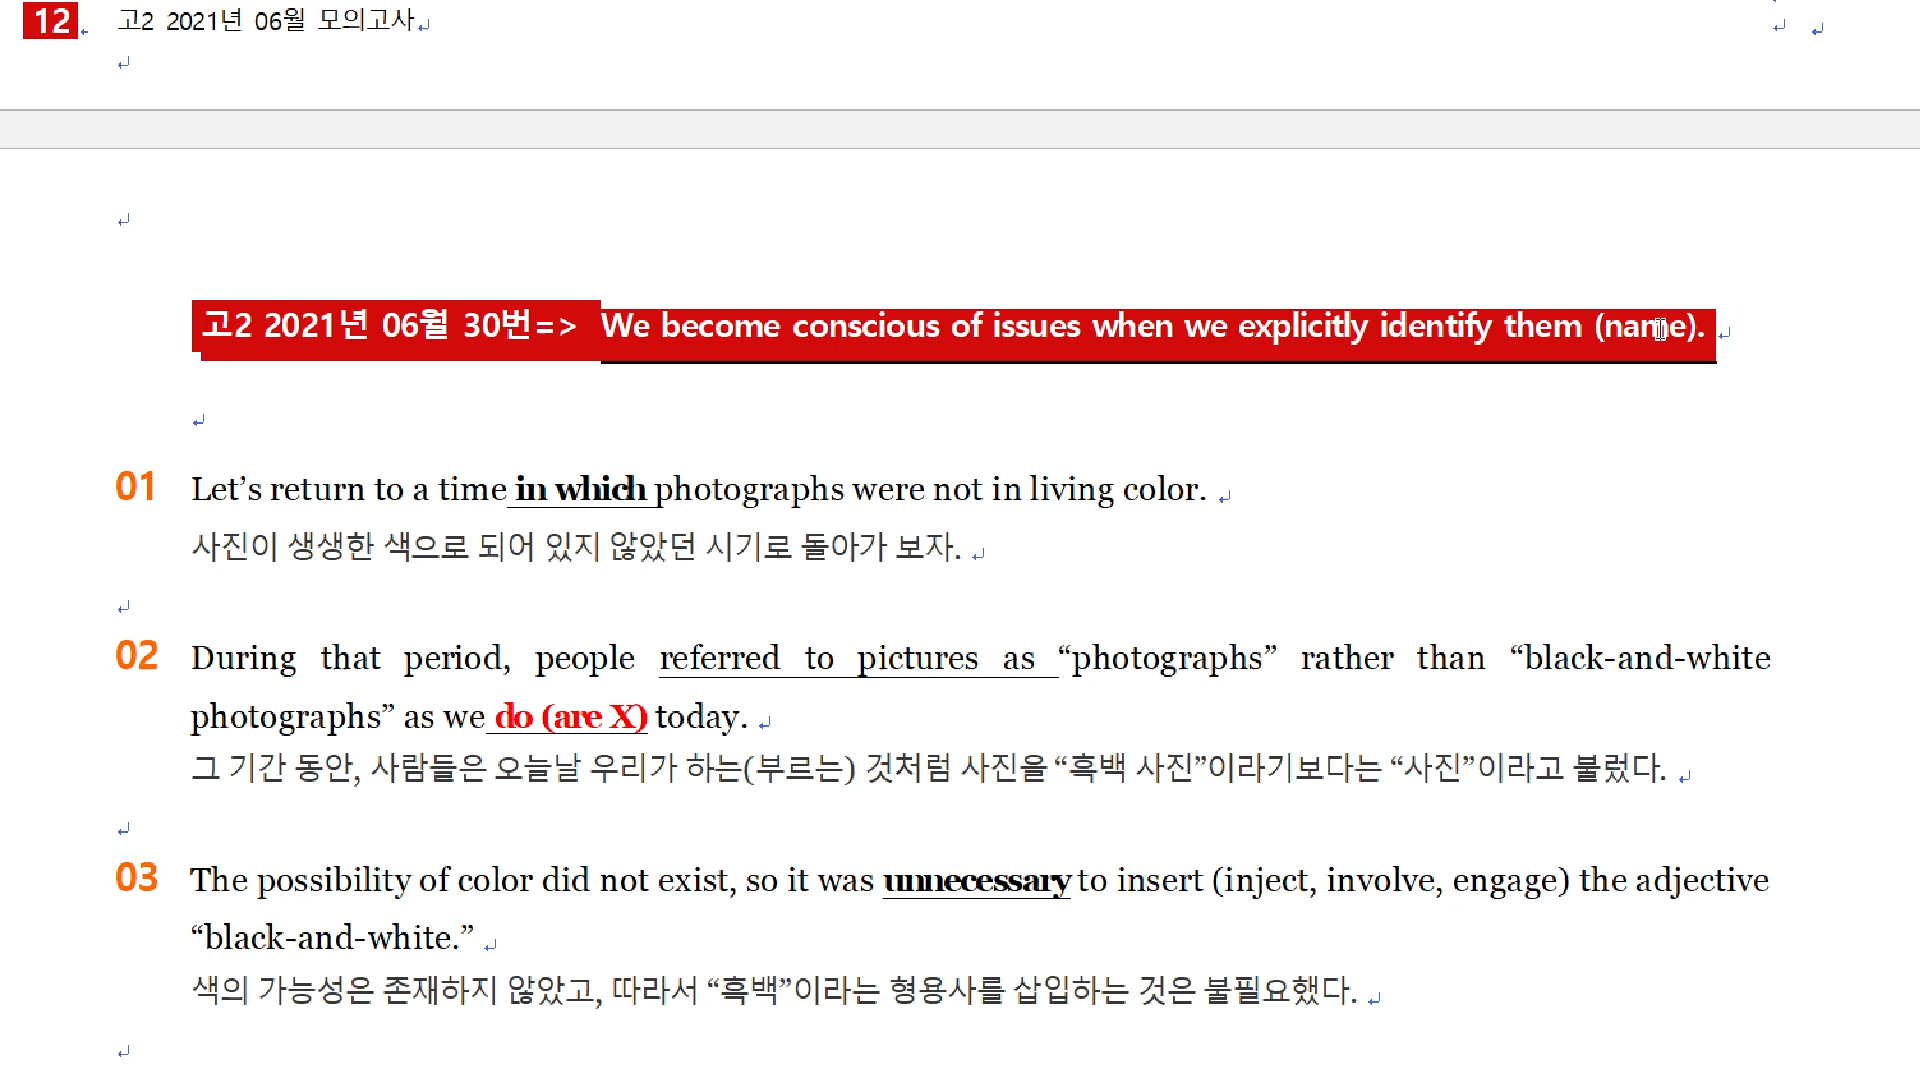 12 고2 2021년 06월 모의고사
고2 2021년 06월 30번=> We become conscious of issues when we explicitly identify them (name).
01 Let’s return to a time in which photographs were not in living color.
사진이 생생한 색으로 되어 있지 않았던 시기로 돌아가 보자.
02 During that period, people referred to pictures as “photographs” rather than “black-and-white
photographs” as we do (are X) today.
그 기간 동안, 사람들은 오늘날 우리가 하는(부르는) 것처럼 사진을 “흑백 사진”이라기보다는 “사진”이라고 불렀다.
03 The possibility of color did not exist, so it was unnecessary to insert (inject, involve, engage) the adjective
“black-and-white.”
색의 가능성은 존재하지 않았고, 따라서 “흑백”이라는 형용사를 삽입하는 것은 불필요했다.